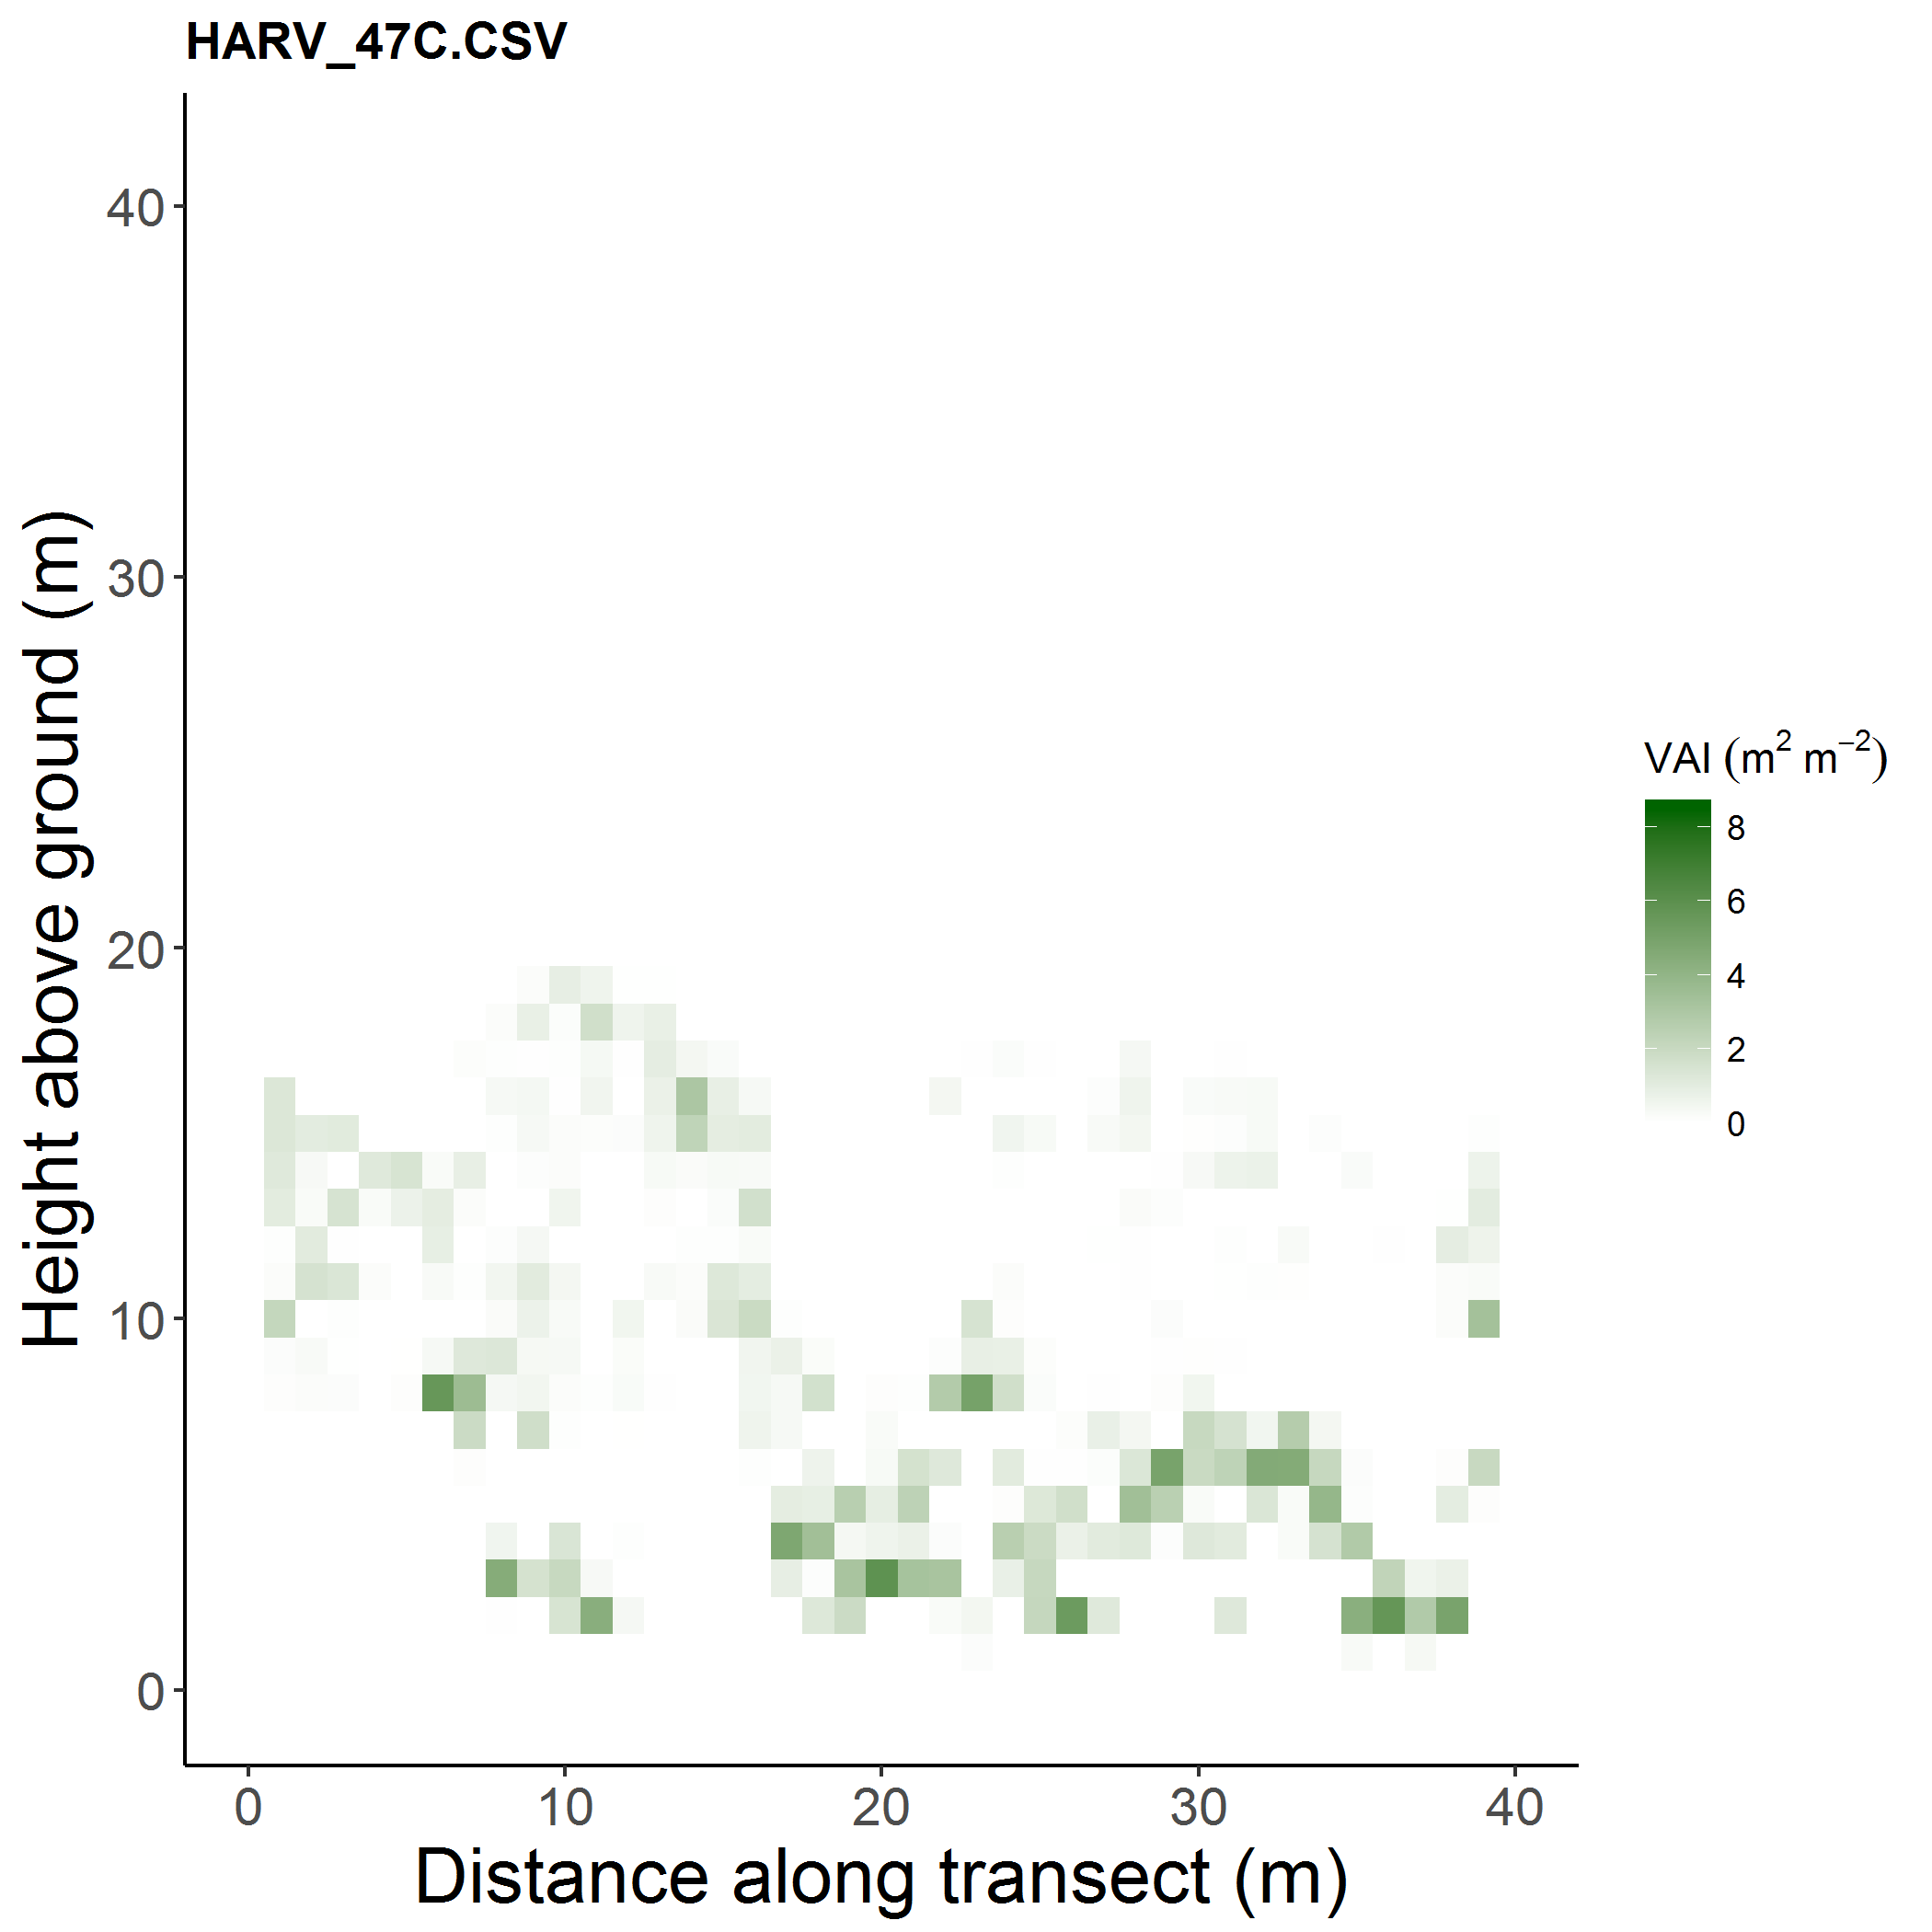 HARV_47C.CSV
Height above ground (m)
40
30
20
10
0
0 10 20 30 40
Distance along transect (m)
VAI (m² m⁻²)
8
6
4
2
0